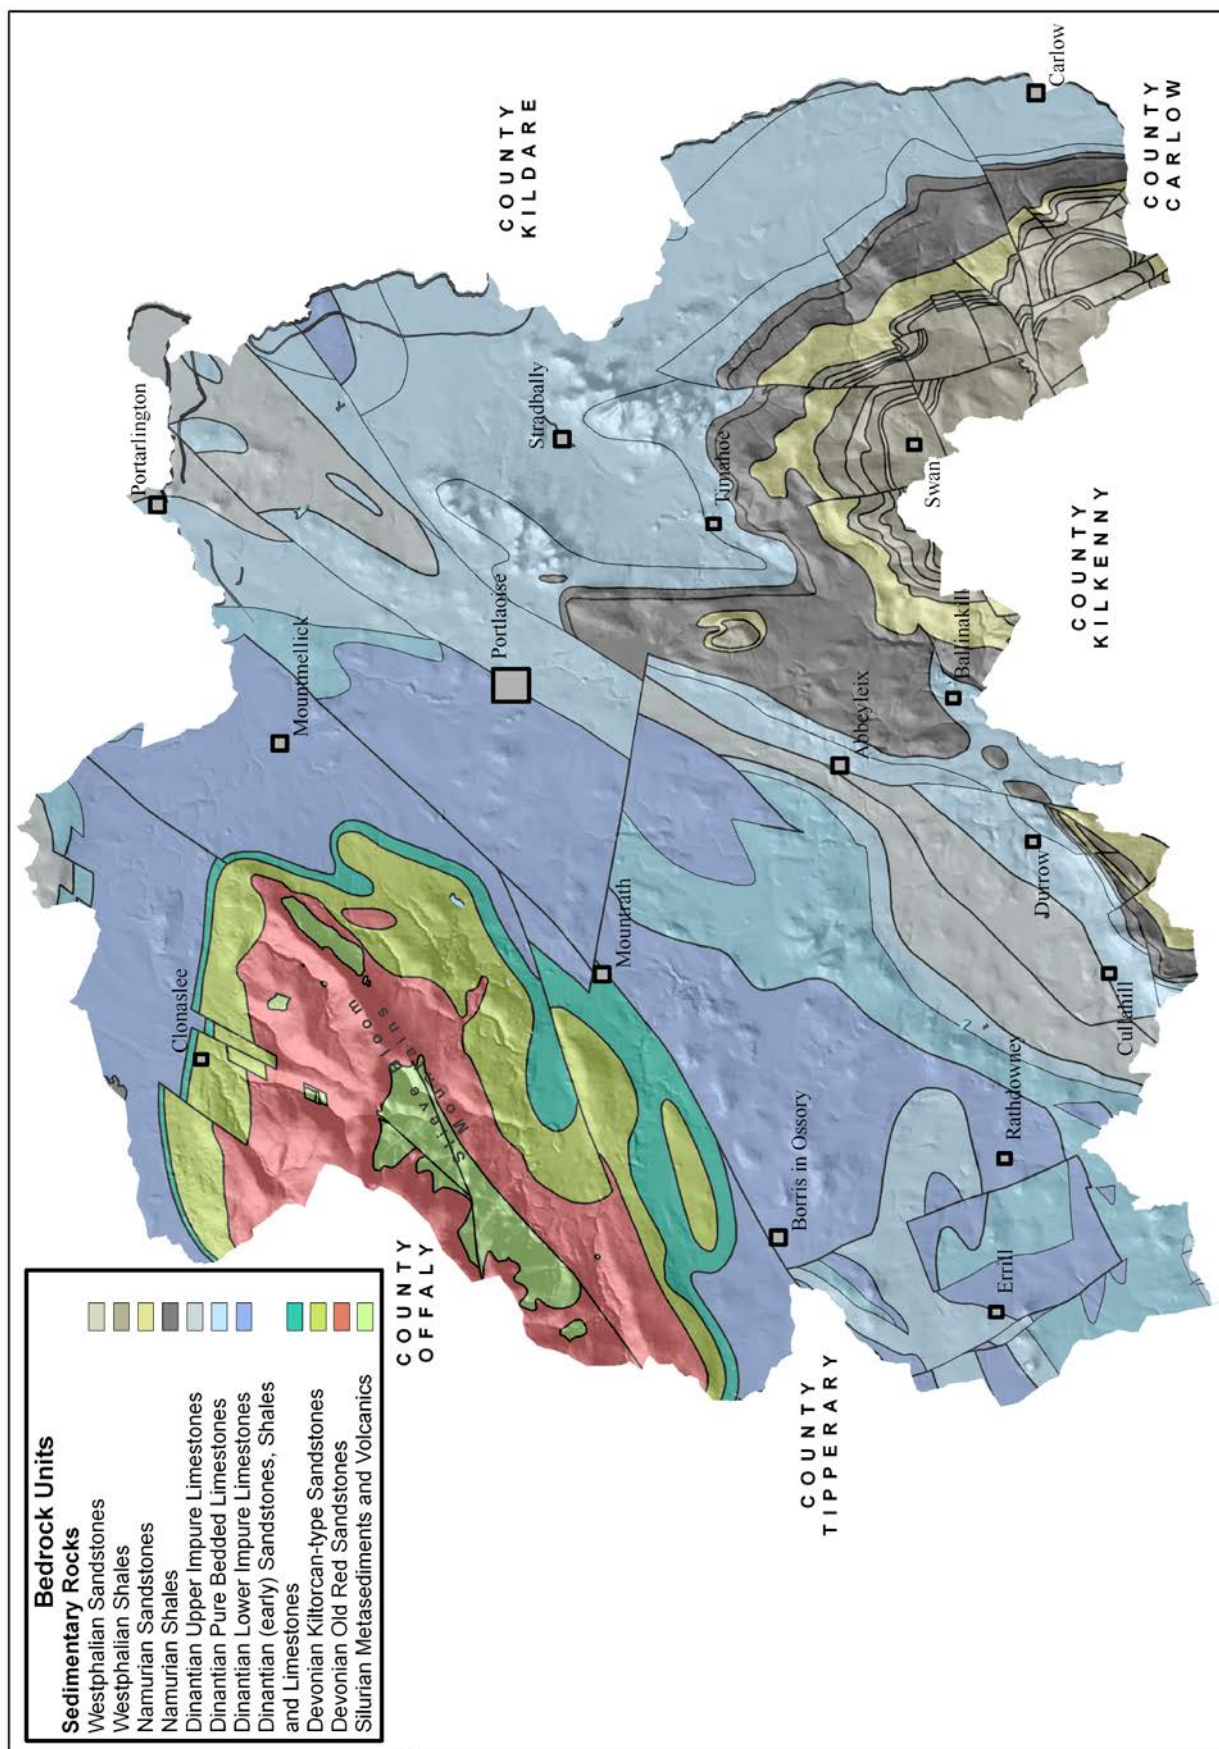 Bedrock Units
Sedimentary Rocks
Westphalian Sandstones
Westphalian Shales
Namurian Sandstones
Namurian Shales
Dinantian Upper Impure Limestones
Dinantian Pure Bedded Limestones
Dinantian Lower Impure Limestones
Dinantian (early) Sandstones, Shales
and Limestones
Devonian Kiltorcan-type Sandstones
Devonian Old Red Sandstones
Silurian Metasediments and Volcanics
COUNTY
OFFALY
COUNTY
TIPPERARY
COUNTY
KILDARE
COUNTY
CARLOW
COUNTY
KILKENNY
Clonaslee
Slieve Bloom
Mountains
Borris in Ossory
Errill
Rathdowney
Cullahill
Durrow
Mountrath
Mountmellick
Portlaoise
Abbeyleix
Ballinakill
Portarlington
Stradbally
Timahoe
Swan
Carlow